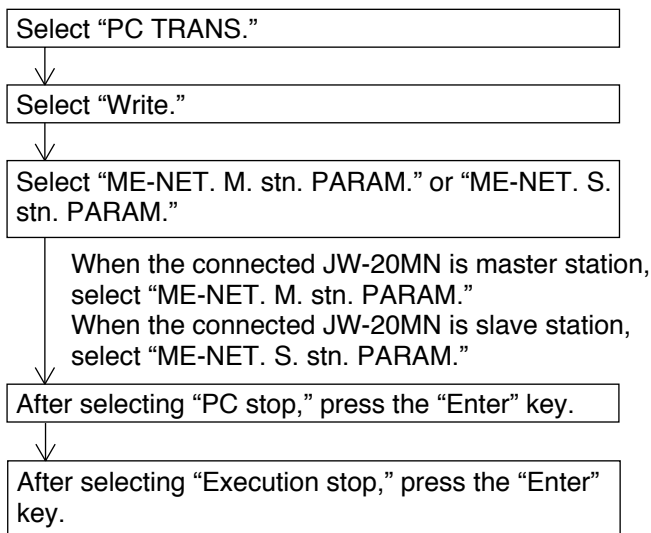 Select “PC TRANS.”
Select “Write.”
Select “ME-NET. M. stn. PARAM.” or “ME-NET. S.
stn. PARAM.”
When the connected JW-20MN is master station,
select “ME-NET. M. stn. PARAM.”
When the connected JW-20MN is slave station,
select “ME-NET. S. stn. PARAM.”
After selecting “PC stop,” press the “Enter” key.
After selecting “Execution stop,” press the “Enter”
key.